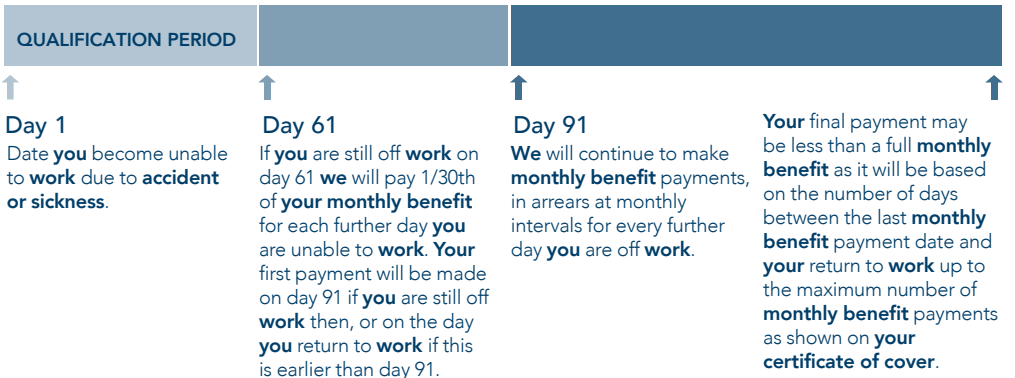 QUALIFICATION PERIOD
Day 1
Date you become unable
to work due to accident
or sickness.
Day 61
If you are still off work on
day 61 we will pay 1/30th
of your monthly benefit
for each further day you
are unable to work. Your
first payment will be made
on day 91 if you are still off
work then, or on the day
you return to work if this
is earlier than day 91.
Day 91
We will continue to make
monthly benefit payments,
in arrears at monthly
intervals for every further
day you are off work.
Your final payment may
be less than a full monthly
benefit as it will be based
on the number of days
between the last monthly
benefit payment date and
your return to work up to
the maximum number of
monthly benefit payments
as shown on your
certificate of cover.